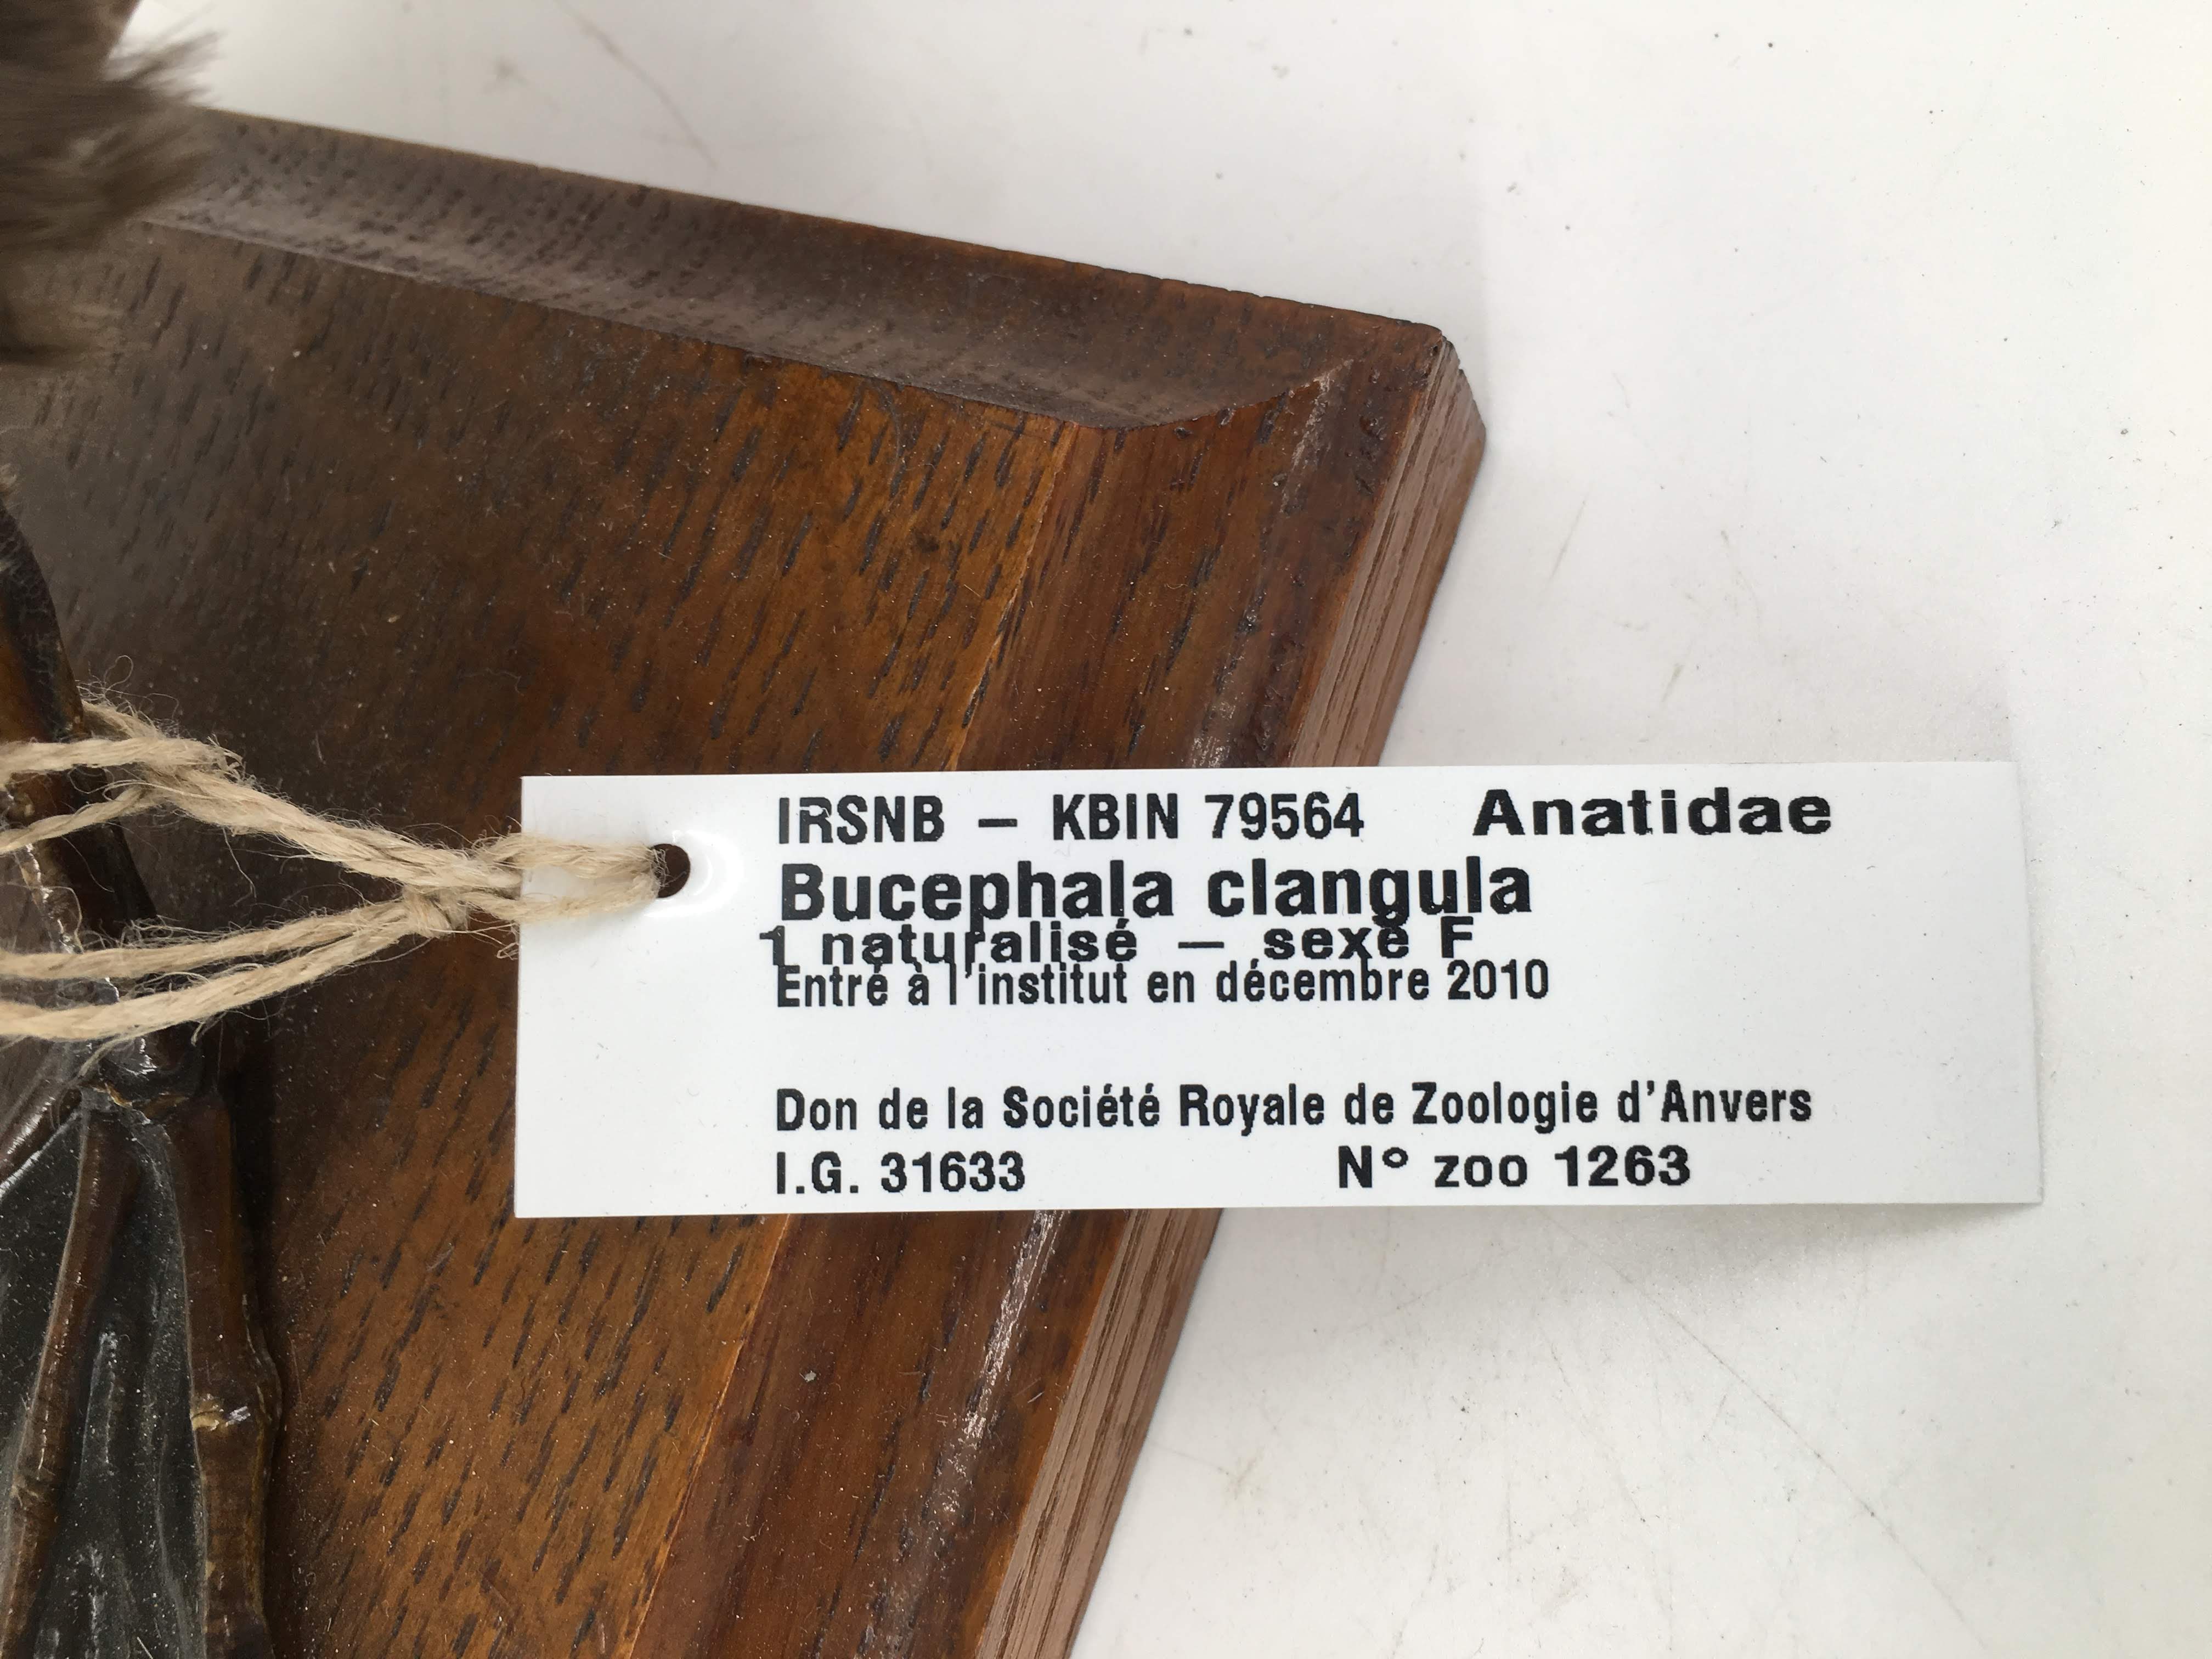 IRSNB – KBIN 79564 Anatidae
Bucephala clangula
1 naturalisé – sexe F
Entré à l'institut en décembre 2010
Don de la Société Royale de Zoologie d'Anvers
I.G. 31633 N° zoo 1263